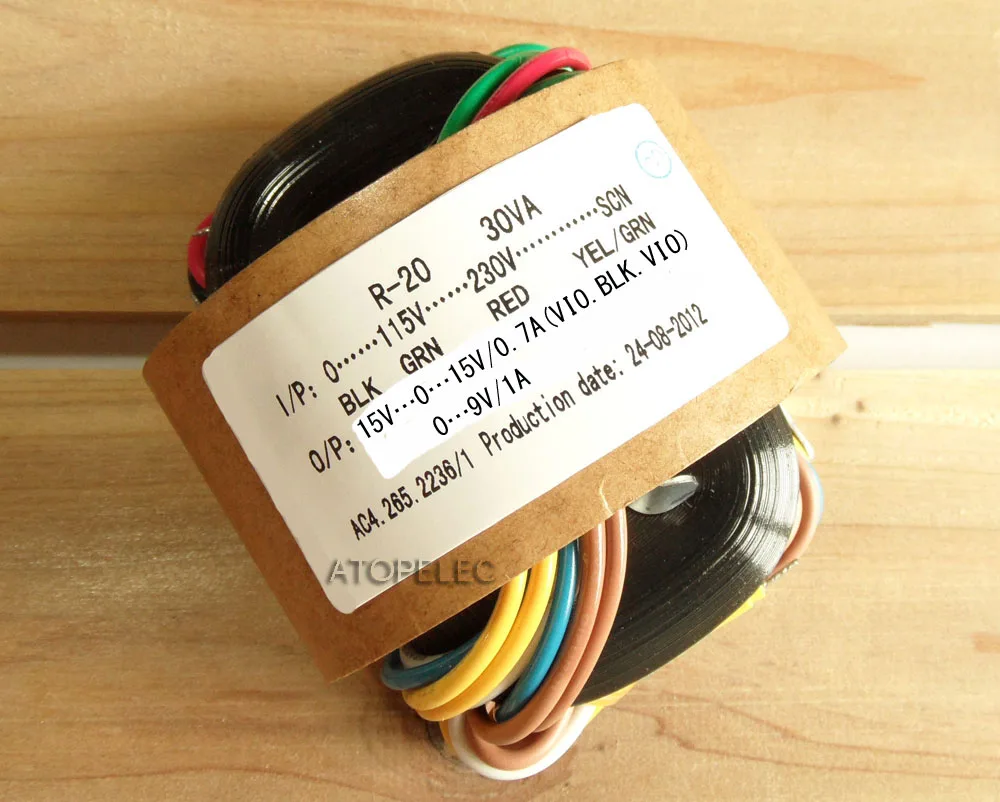 R-20 30VA
I/P: 0······115V······230V············SCN
BLK GRN RED YEL/GRN
O/P: 15V···0···15V/0.7A(VIO.BLK.VIO)
0···9V/1A
AC4.265.2236/1 Production date: 24-08-2012
ATOPELEC